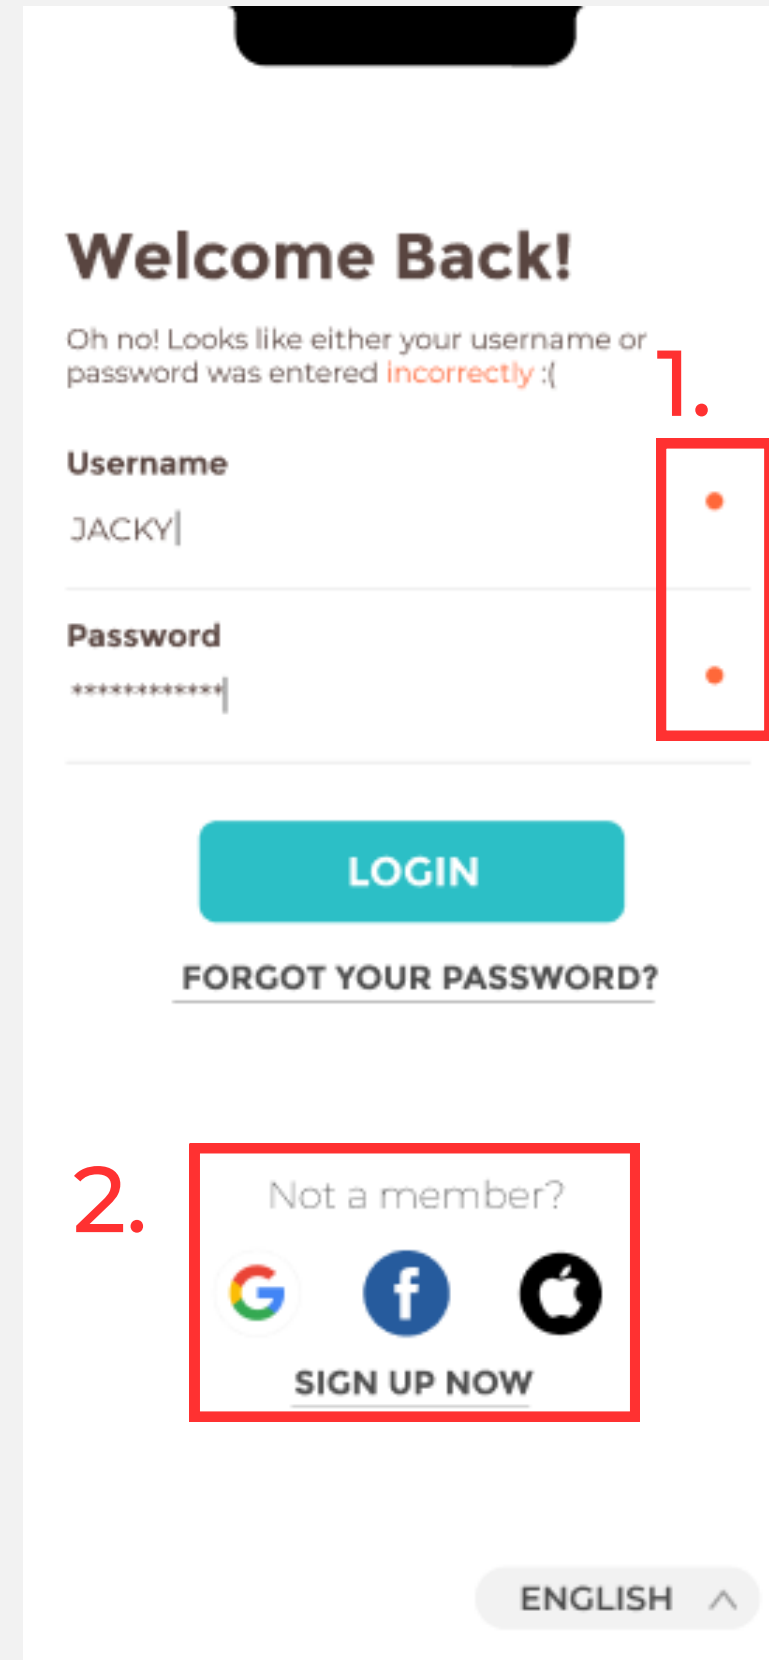 Welcome Back!
Oh no! Looks like either your username or
password was entered incorrectly :(
1.
Username
JACKY
Password
************
LOGIN
FORGOT YOUR PASSWORD?
2.
Not a member?
G f
SIGN UP NOW
ENGLISH